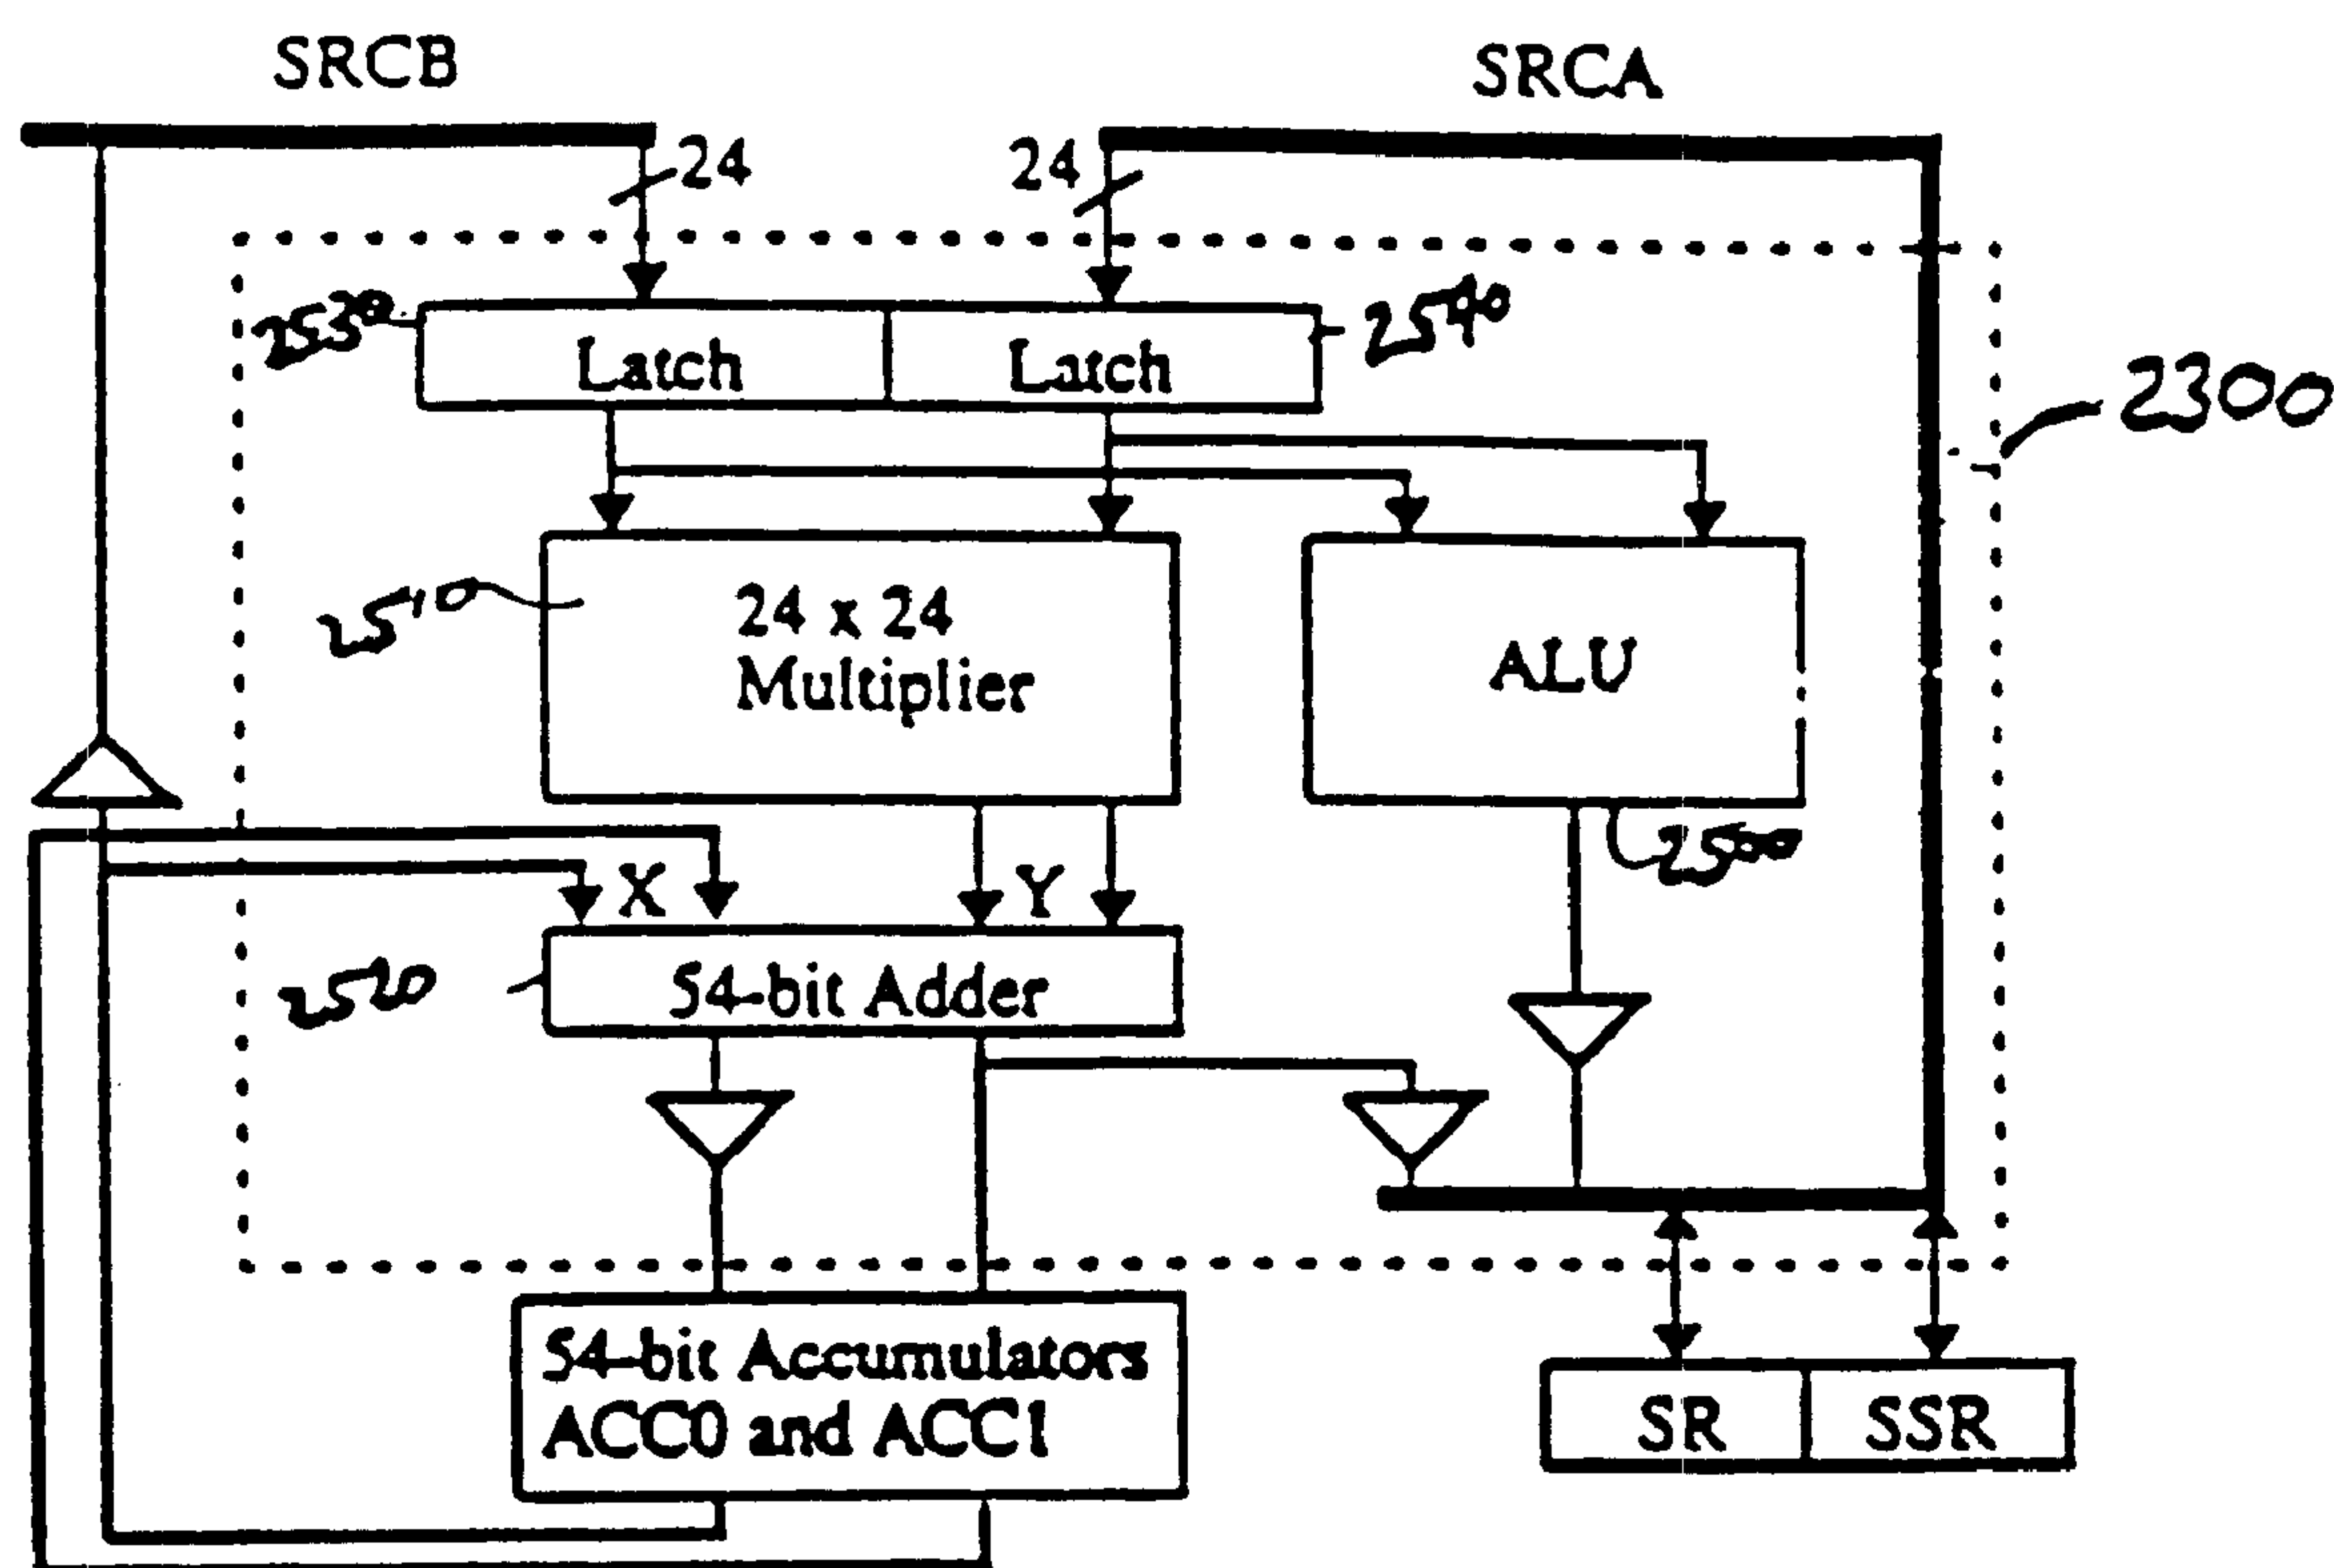 SRCB
SRCA
24
24
2530
2540
Latch
Latch
2300
2510
24 x 24
Multiplier
ALU
2500
X
Y
2520
54-bit Adder
54-bit Accumulators
ACC0 and ACC1
SR
SSR